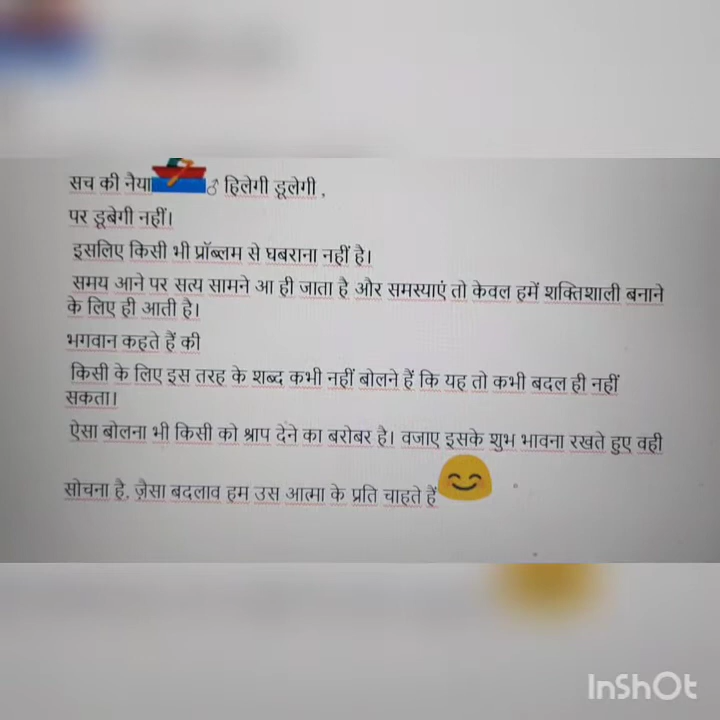 सच की नैया🚣♂ हिलेगी डूलेगी ,
पर डूबेगी नहीं।
इसलिए किसी भी प्रॉब्लम से घबराना नहीं है।
समय आने पर सत्य सामने आ ही जाता है और समस्याएं तो केवल हमें शक्तिशाली बनाने
के लिए ही आती है।
भगवान कहते हैं की
किसी के लिए इस तरह के शब्द कभी नहीं बोलने हैं कि यह तो कभी बदल ही नहीं
सकता।
ऐसा बोलना भी किसी को श्राप देने का बरोबर है। वजाए इसके शुभ भावना रखते हुए वही
सोचना है, ज़ैसा बदलाव हम उस आत्मा के प्रति चाहते हैं😊
InShOt